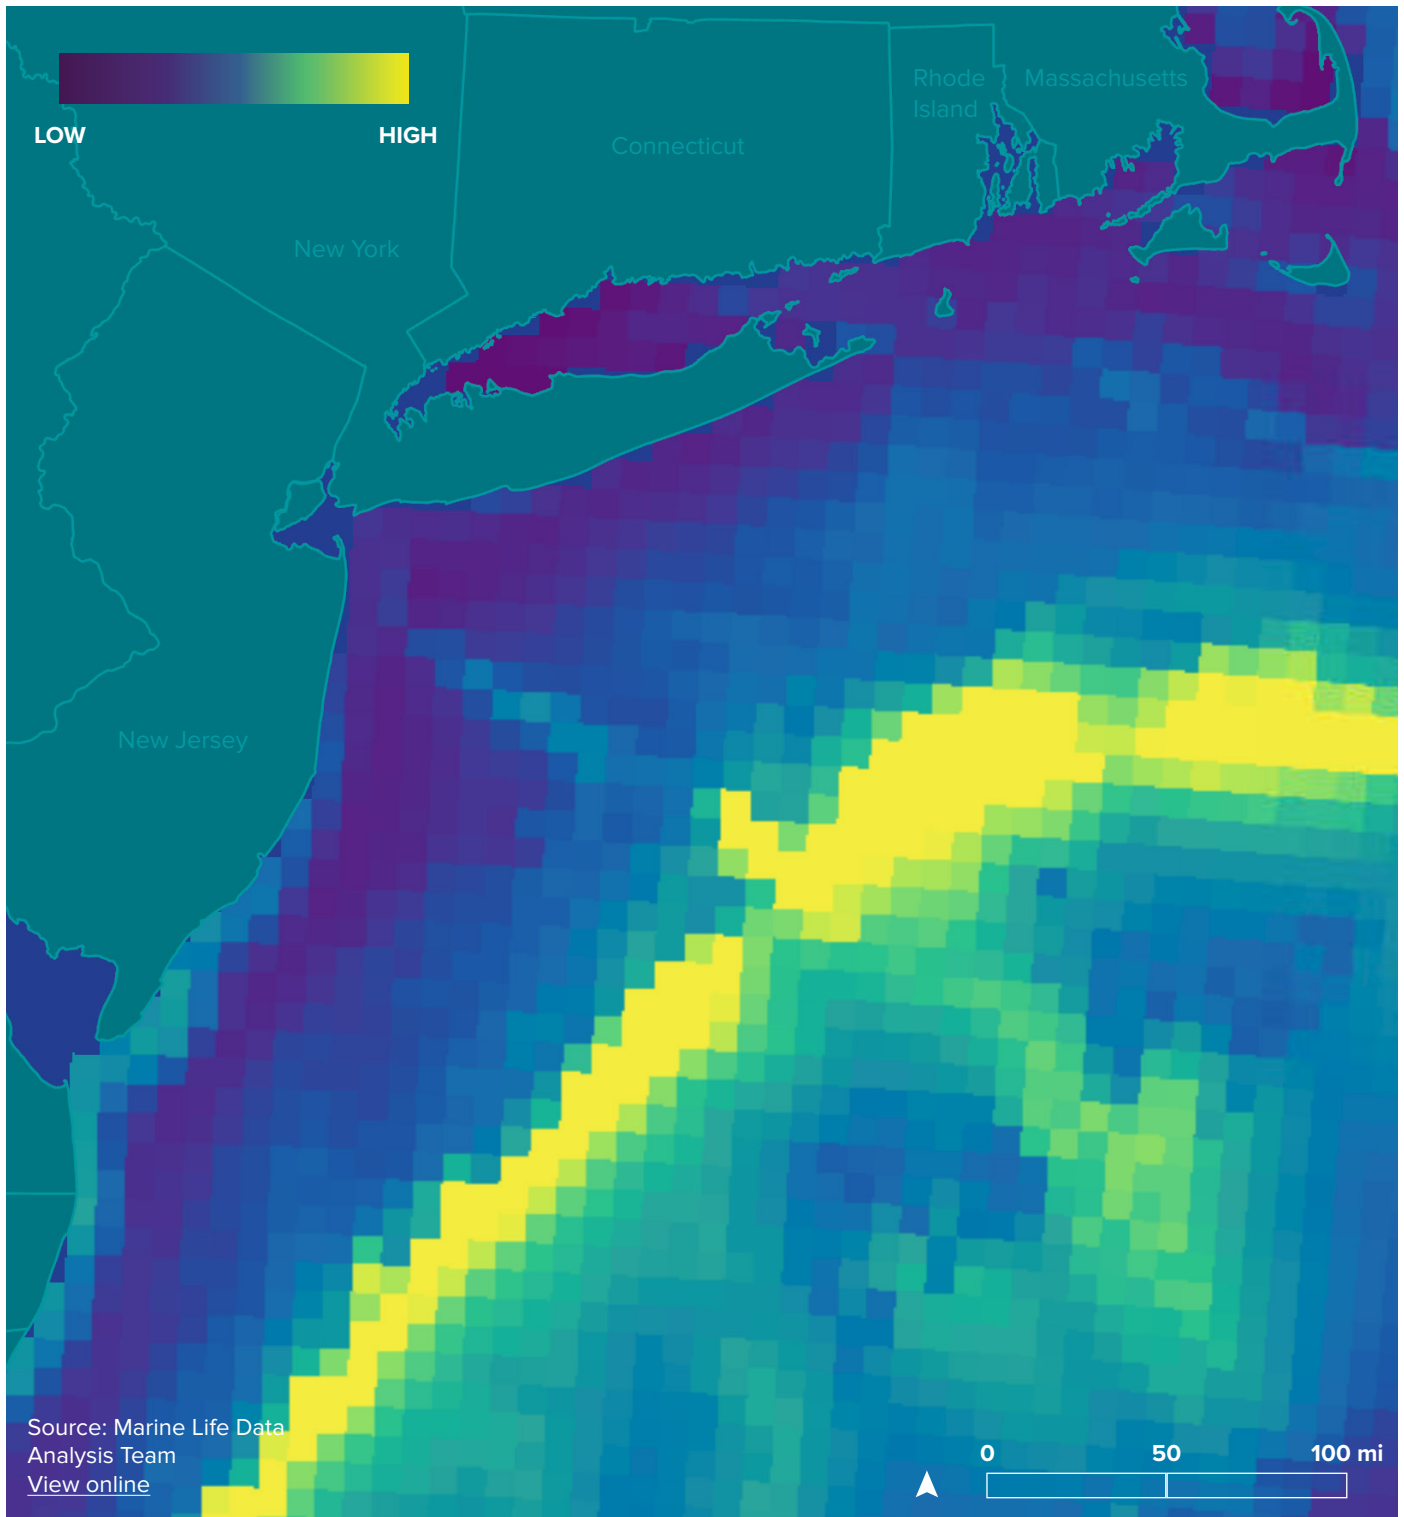 LOW HIGH
Rhode
Island
Massachusetts
Connecticut
New York
New Jersey
Source: Marine Life Data
Analysis Team
View online
0 50 100 mi